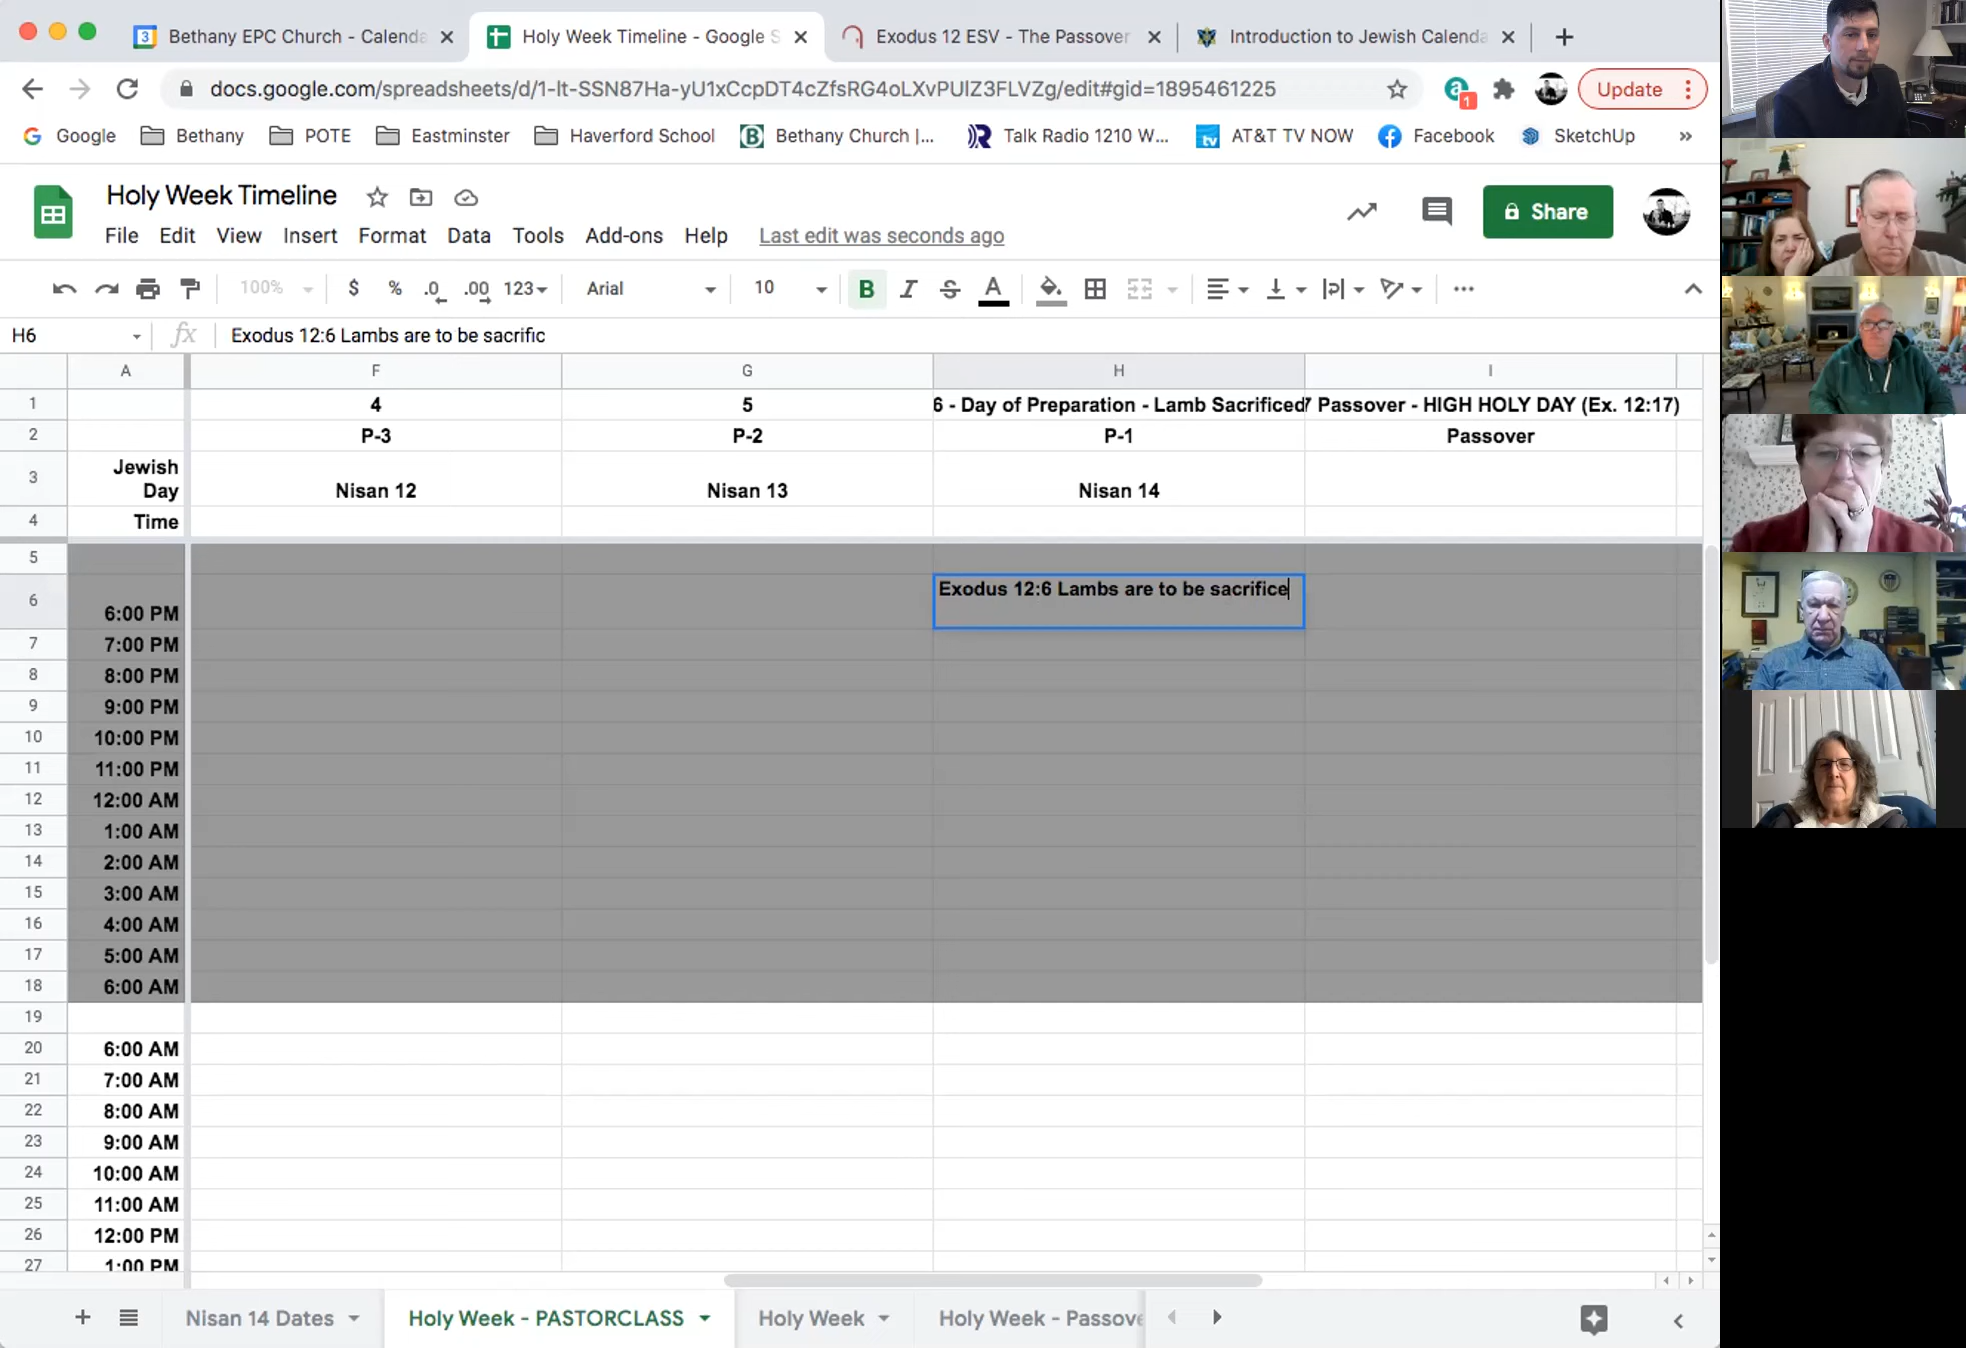 Bethany EPC Church - Calenda
Holy Week Timeline - Google S
Exodus 12 ESV - The Passover
Introduction to Jewish Calenda
docs.google.com/spreadsheets/d/1-lt-SSN87Ha-yU1xCcpDT4cZfsRG4oLXvPUlZ3FLVZg/edit#gid=1895461225
1
Update
Google
Bethany
POTE
Eastminster
Haverford School
Bethany Church |...
Talk Radio 1210 W...
AT&T TV NOW
Facebook
SketchUp
»
Holy Week Timeline
File Edit View Insert Format Data Tools Add-ons Help Last edit was seconds ago
Share
100% $ % .0 .00 123 Arial 10 B I S A
H6 fx Exodus 12:6 Lambs are to be sacrific
A F G H I
1 4 5 6 - Day of Preparation - Lamb Sacrificed 7 Passover - HIGH HOLY DAY (Ex. 12:17)
2 P-3 P-2 P-1 Passover
3 Jewish Day Nisan 12 Nisan 13 Nisan 14
4 Time
5
6 6:00 PM Exodus 12:6 Lambs are to be sacrifice
7 7:00 PM
8 8:00 PM
9 9:00 PM
10 10:00 PM
11 11:00 PM
12 12:00 AM
13 1:00 AM
14 2:00 AM
15 3:00 AM
16 4:00 AM
17 5:00 AM
18 6:00 AM
19
20 6:00 AM
21 7:00 AM
22 8:00 AM
23 9:00 AM
24 10:00 AM
25 11:00 AM
26 12:00 PM
27 1:00 PM
Nisan 14 Dates
Holy Week - PASTORCLASS
Holy Week
Holy Week - Passove